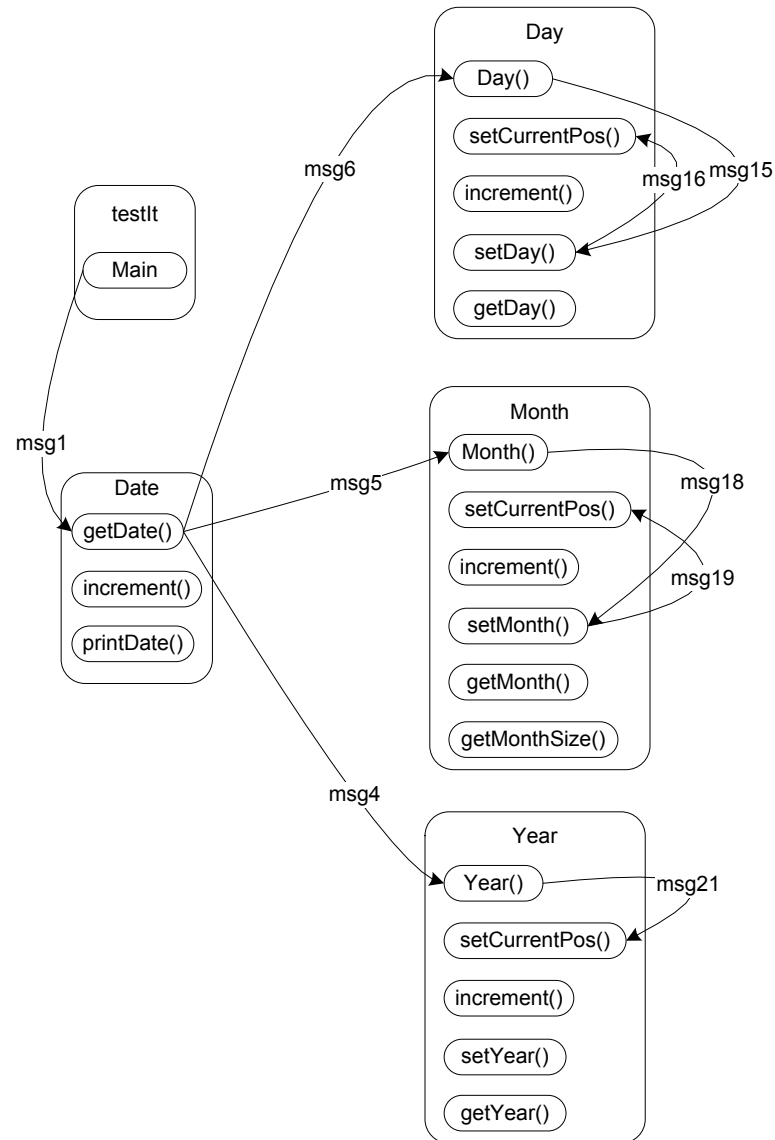 Day
Day()
setCurrentPos()
msg6
msg16
msg15
increment()
testIt
Main
setDay()
getDay()
Month
msg1
Month()
msg5
msg18
Date
getDate()
setCurrentPos()
increment()
msg19
increment()
setMonth()
printDate()
getMonth()
getMonthSize()
msg4
Year
Year()
msg21
setCurrentPos()
increment()
setYear()
getYear()